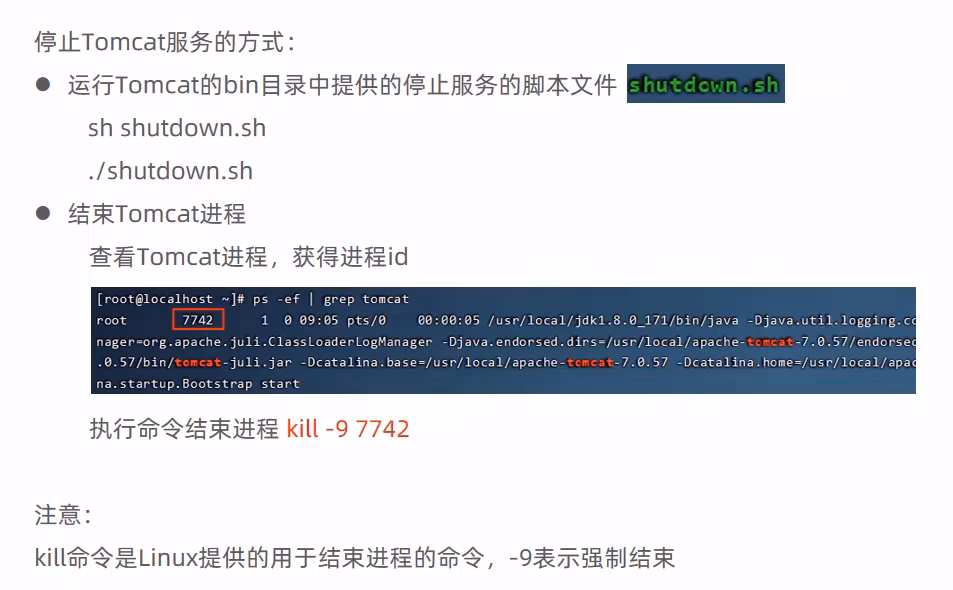 停止Tomcat服务的方式：
● 运行Tomcat的bin目录中提供的停止服务的脚本文件 shutdown.sh
sh shutdown.sh
./shutdown.sh
● 结束Tomcat进程
查看Tomcat进程，获得进程id
[root@localhost ~]# ps -ef | grep tomcat
root 7742 1 0 09:05 pts/0 00:00:05 /usr/local/jdk1.8.0_171/bin/java -Djava.util.logging.co
nager=org.apache.juli.ClassLoaderLogManager -Djava.endorsed.dirs=/usr/local/apache-tomcat-7.0.57/endorsed
.0.57/bin/tomcat-juli.jar -Dcatalina.base=/usr/local/apache-tomcat-7.0.57 -Dcatalina.home=/usr/local/apac
na.startup.Bootstrap start
执行命令结束进程 kill -9 7742
注意：
kill命令是Linux提供的用于结束进程的命令，-9表示强制结束